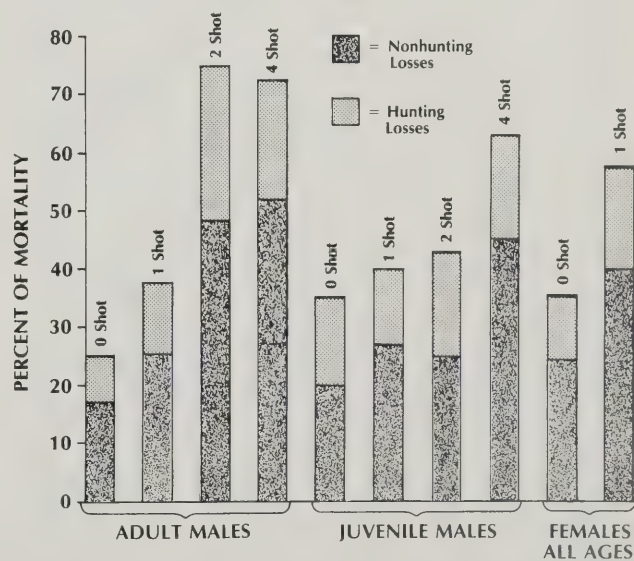 PERCENT OF MORTALITY
80
70
60
50
40
30
20
10
0
0 Shot
1 Shot
2 Shot
4 Shot
0 Shot
1 Shot
2 Shot
4 Shot
0 Shot
1 Shot
= Nonhunting
Losses
= Hunting
Losses
ADULT MALES
JUVENILE MALES
FEMALES
ALL AGES